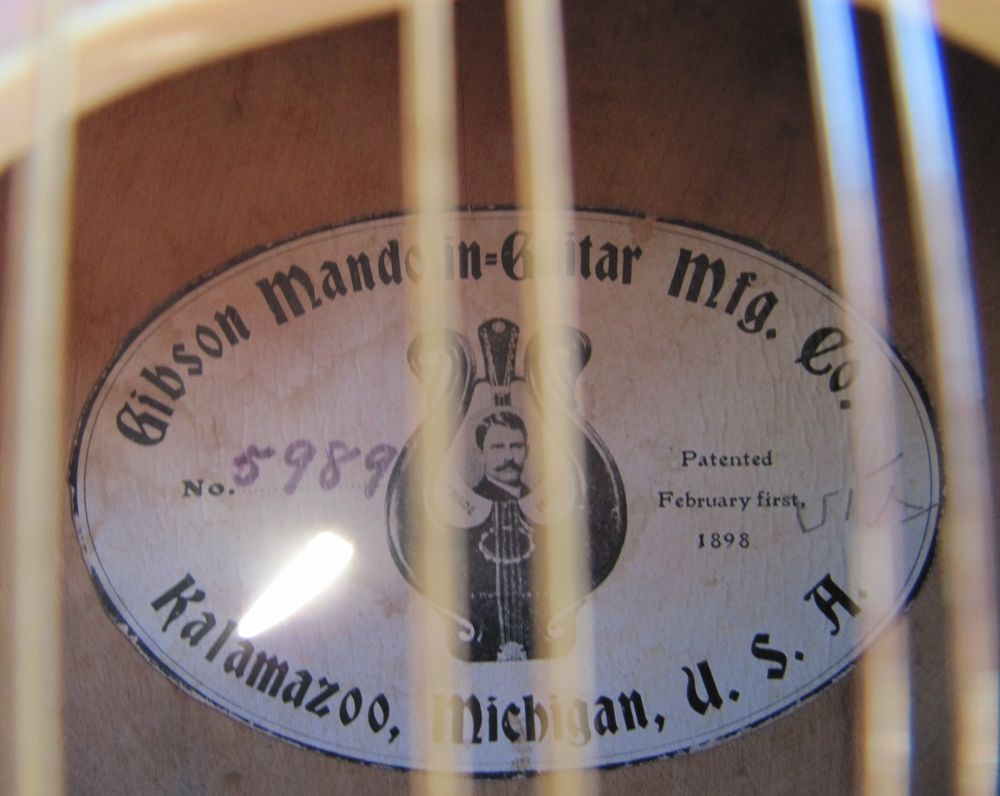 Gibson Mandolin=Guitar Mfg. Co.
No. 5989
Patented
February first,
1898
Kalamazoo, Michigan, U. S. A.